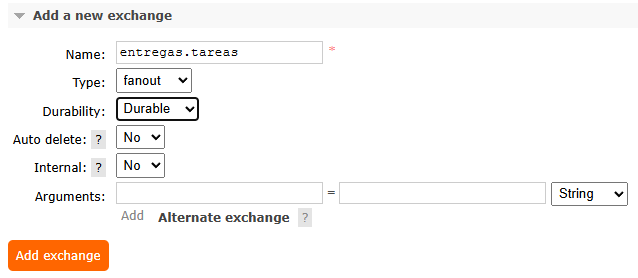 Add a new exchange
Name: entregas.tareas *
Type: fanout
Durability: Durable
Auto delete: ? No
Internal: ? No
Arguments: = String
Add Alternate exchange ?
Add exchange